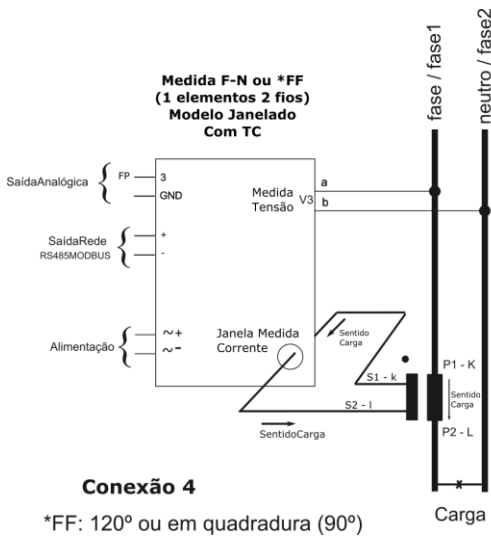 Medida F-N ou *FF
(1 elementos 2 fios)
Modelo Janelado
Com TC
fase / fase1
neutro / fase2
SaídaAnalógica
FP
3
GND
Medida
Tensão
V3
a
b
SaídaRede
RS485MODBUS
+
-
Alimentação
~+
~-
Janela Medida
Corrente
Sentido
Carga
S1 - k
S2 - l
SentidoCarga
P1 - K
Sentido
Carga
P2 - L
Conexão 4
Carga
*FF: 120º ou em quadradura (90º)